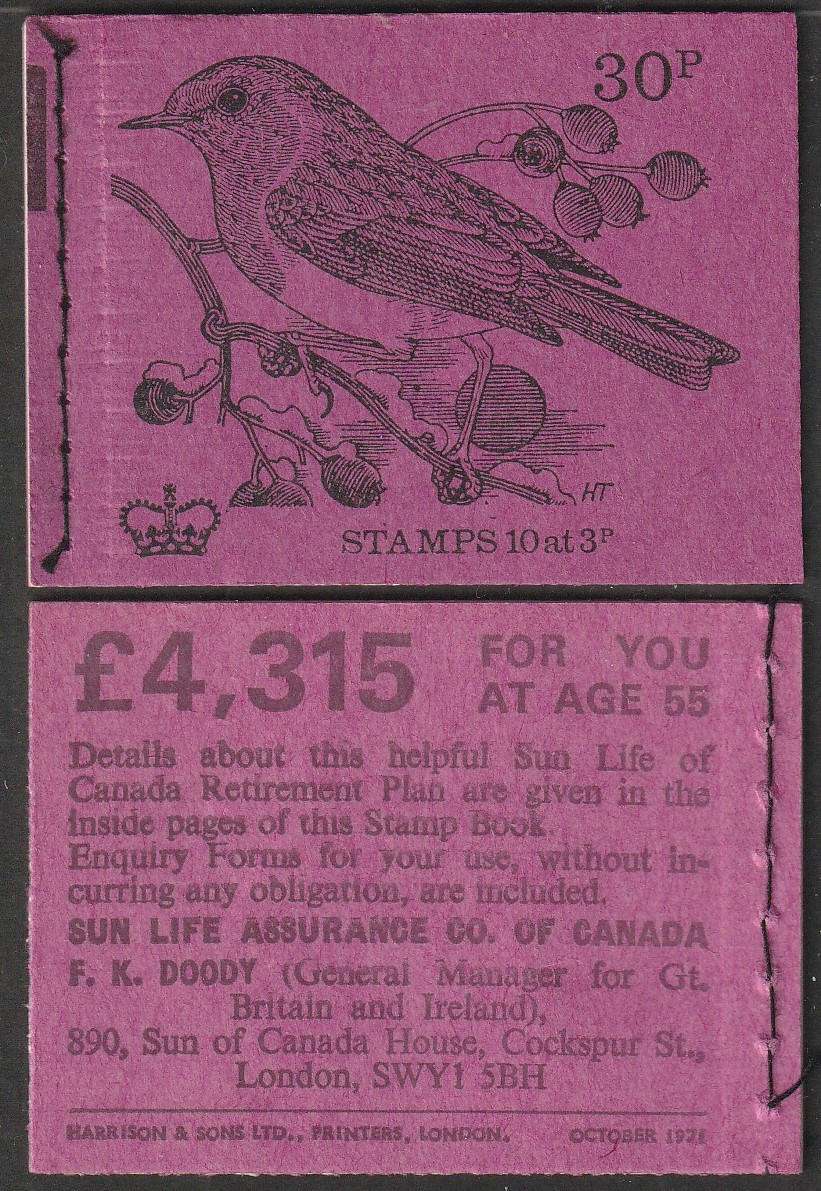 30P
HT
STAMPS 10 at 3P
£4,315
FOR YOU
AT AGE 55
Details about this helpful Sun Life of
Canada Retirement Plan are given in the
inside pages of this Stamp Book.
Enquiry Forms for your use, without in-
curring any obligation, are included.
SUN LIFE ASSURANCE CO. OF CANADA
F. K. DOODY (General Manager for Gt.
Britain and Ireland),
890, Sun of Canada House, Cockspur St.,
London, SWY1 5BH
HARRISON & SONS LTD., PRINTERS, LONDON. OCTOBER 1971